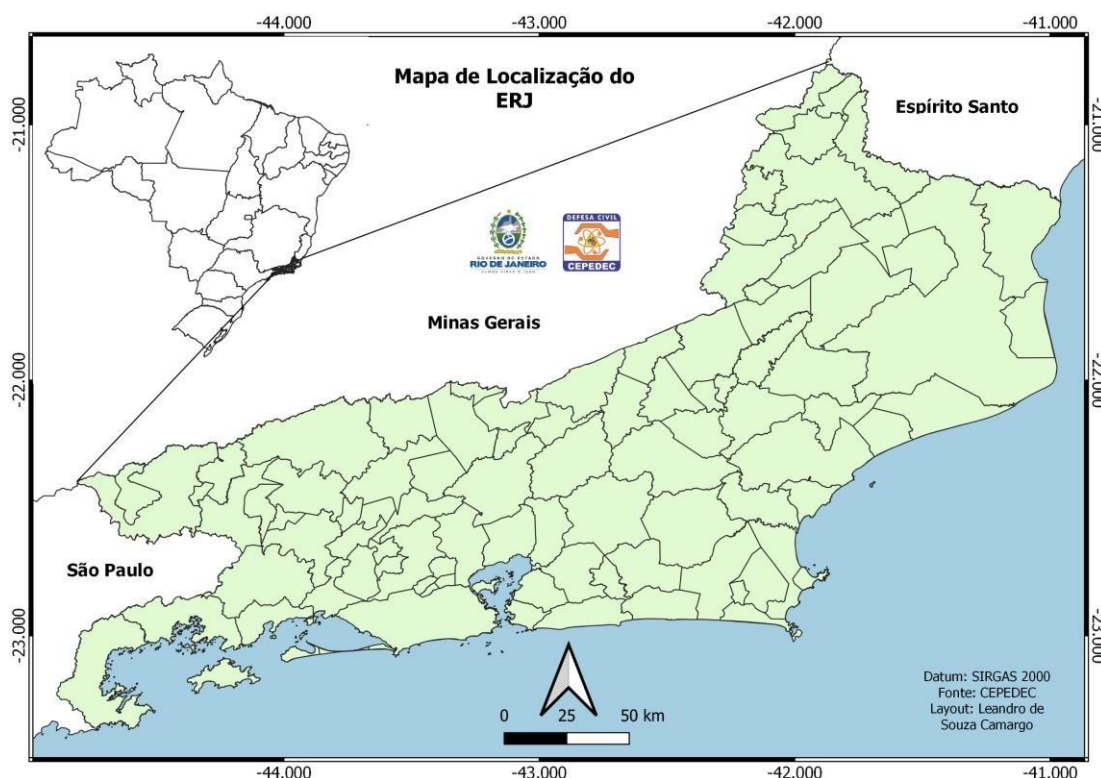 -44.000
-43.000
-42.000
-41.000
Mapa de Localização do
ERJ
Espírito Santo
-21.000
-21.000
GOVERNO DO ESTADO
RIO DE JANEIRO
DEFESA CIVIL
CEPEDEC
Minas Gerais
-22.000
-22.000
São Paulo
-23.000
-23.000
Datum: SIRGAS 2000
Fonte: CEPEDEC
Layout: Leandro de
Souza Camargo
0 25 50 km
-44.000
-43.000
-42.000
-41.000